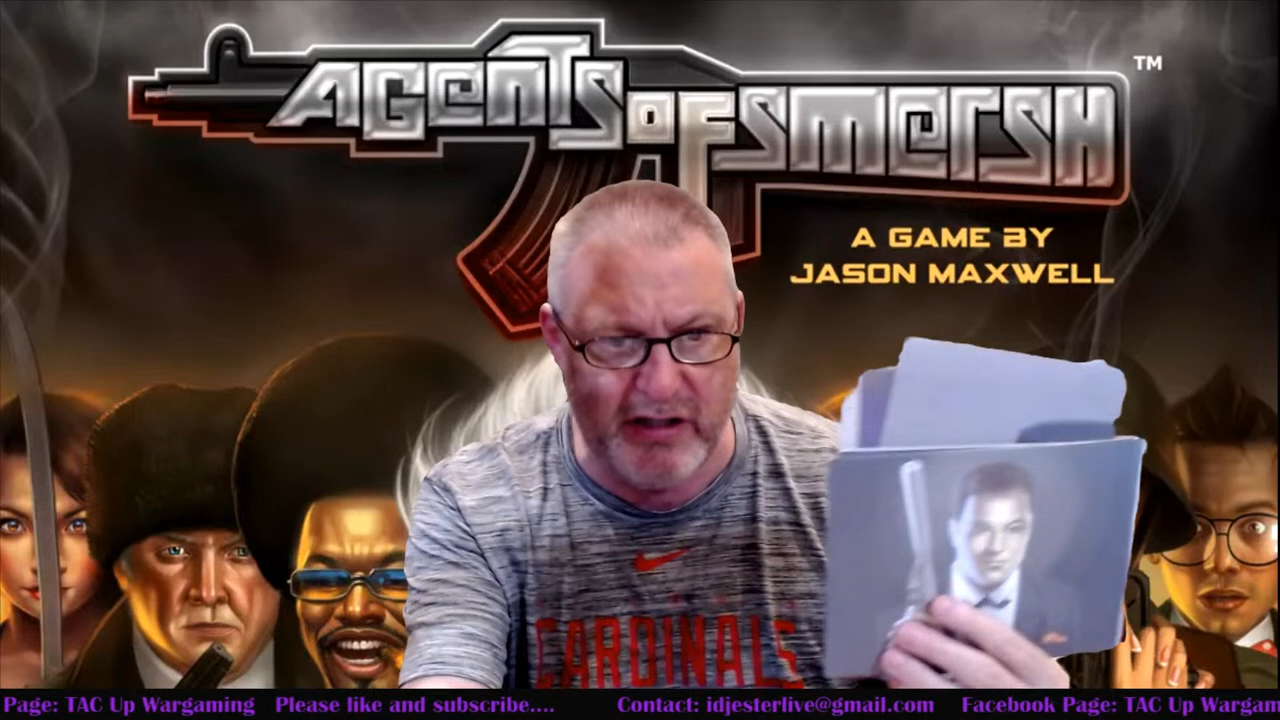 AGENTS OF SMERSH ™
A GAME BY
JASON MAXWELL
CARDINALS
Page: TAC Up Wargaming Please like and subscribe.... Contact: idjesterlive@gmail.com Facebook Page: TAC Up Wargam